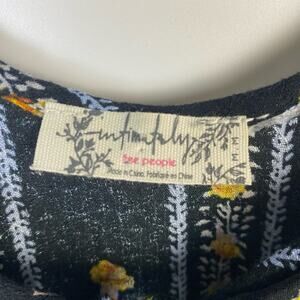 intimately
free people
Made in China. Fabriqué en Chine